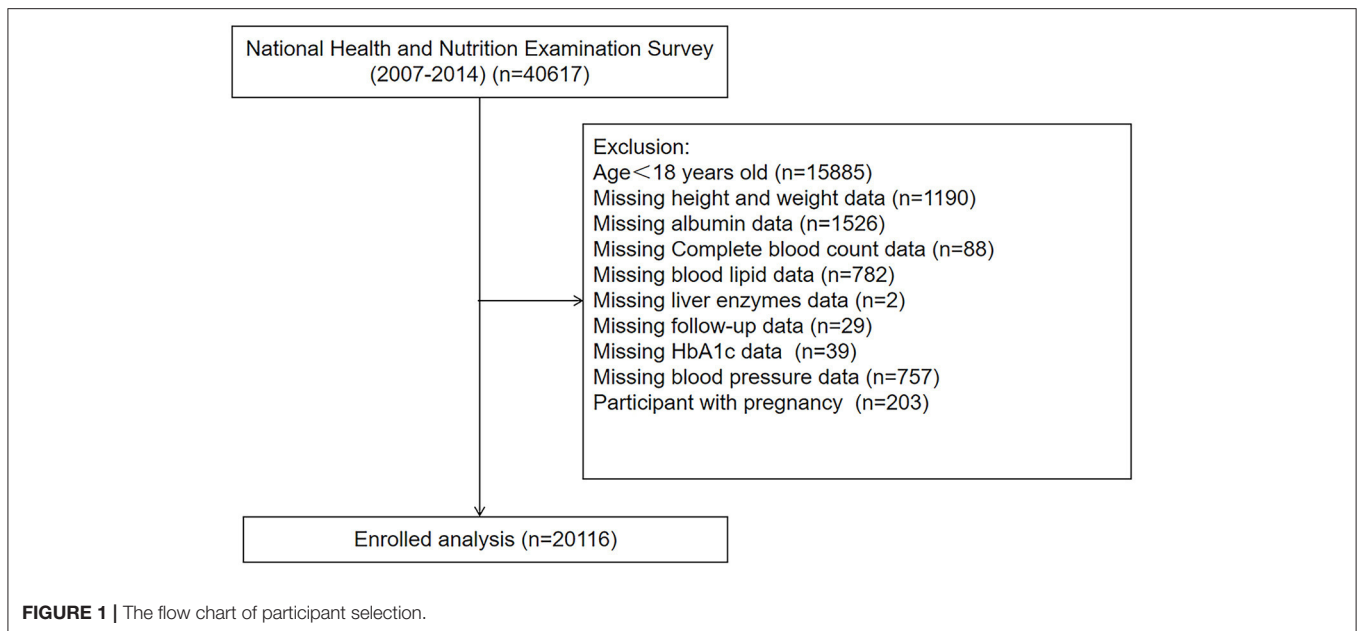 National Health and Nutrition Examination Survey
(2007-2014) (n=40617)
Exclusion:
Age＜18 years old (n=15885)
Missing height and weight data (n=1190)
Missing albumin data (n=1526)
Missing Complete blood count data (n=88)
Missing blood lipid data (n=782)
Missing liver enzymes data (n=2)
Missing follow-up data (n=29)
Missing HbA1c data (n=39)
Missing blood pressure data (n=757)
Participant with pregnancy (n=203)
Enrolled analysis (n=20116)
FIGURE 1 | The flow chart of participant selection.